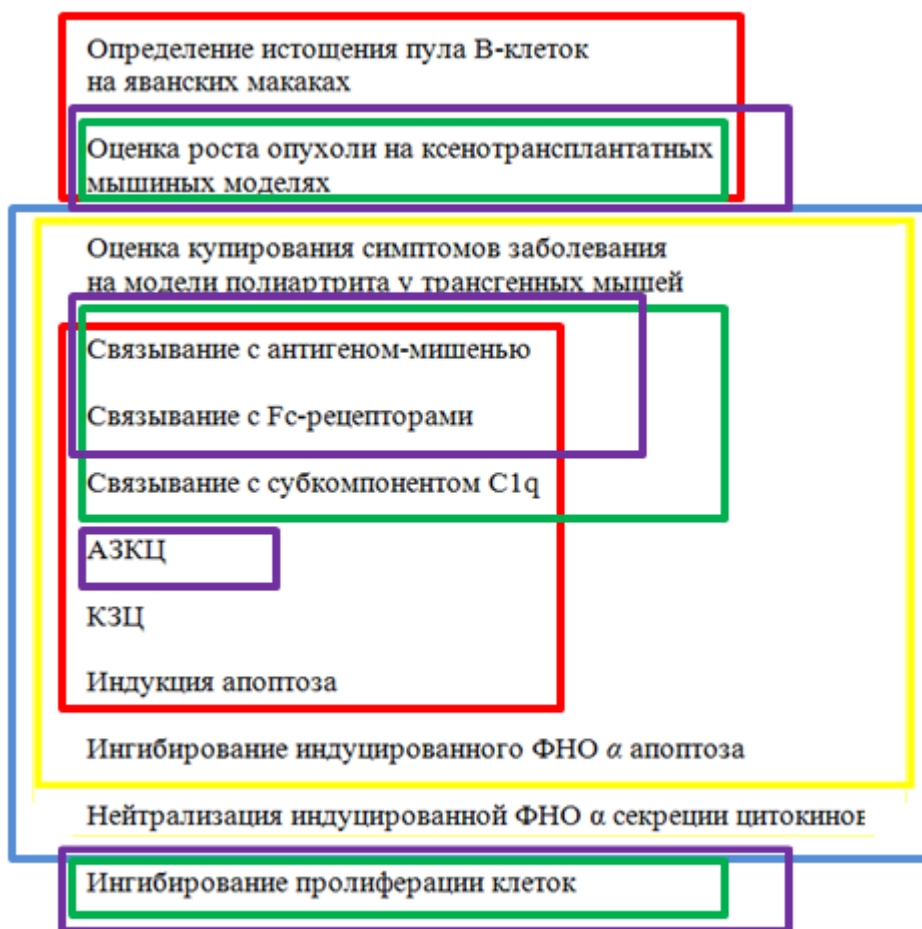 Определение истощения пула В-клеток
на яванских макаках
Оценка роста опухоли на ксенотрансплантатных
мышиных моделях
Оценка купирования симптомов заболевания
на модели полиартрита у трансгенных мышей
Связывание с антигеном-мишенью
Связывание с Fc-рецепторами
Связывание с субкомпонентом C1q
АЗКЦ
КЗЦ
Индукция апоптоза
Ингибирование индуцированного ФНО α апоптоза
Нейтрализация индуцированной ФНО α секреции цитокинов
Ингибирование пролиферации клеток